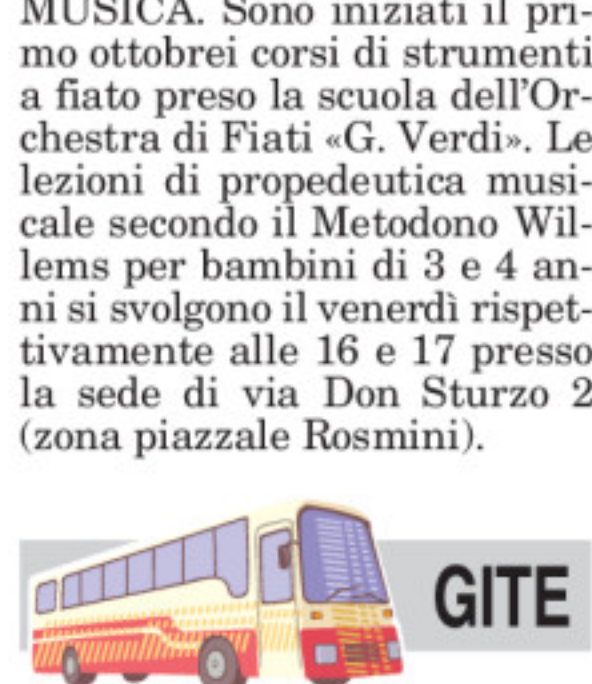 MUSICA. Sono iniziati il pri-
mo ottobrei corsi di strumenti
a fiato preso la scuola dell'Or-
chestra di Fiati «G. Verdi». Le
lezioni di propedeutica musi-
cale secondo il Metodono Wil-
lems per bambini di 3 e 4 an-
ni si svolgono il venerdì rispet-
tivamente alle 16 e 17 presso
la sede di via Don Sturzo 2
(zona piazzale Rosmini).
GITE